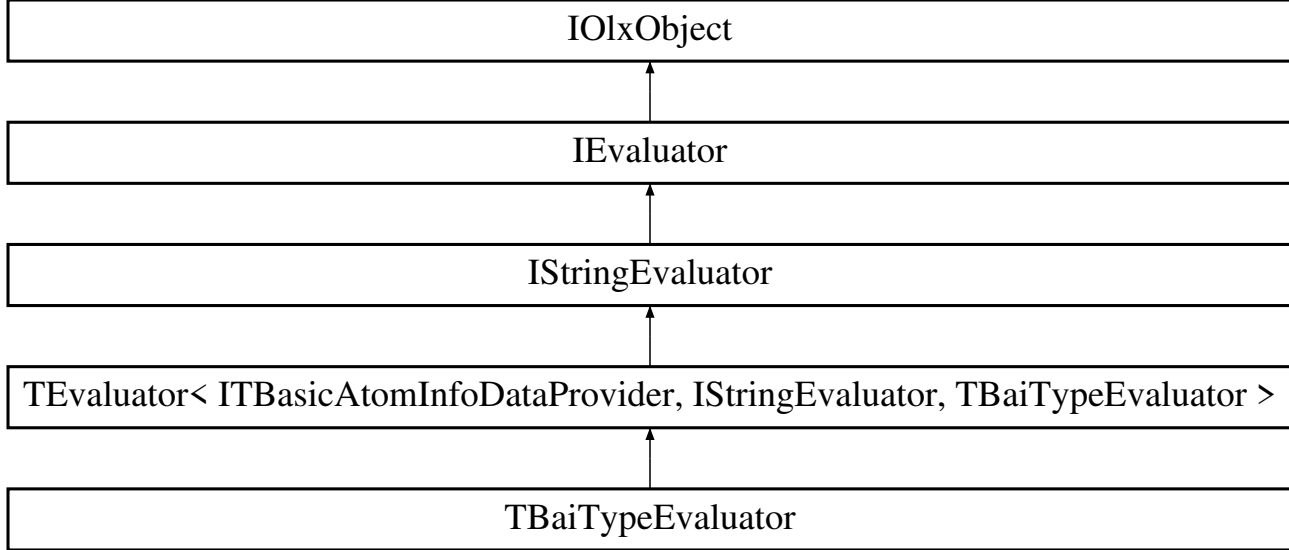 IOlxObject
IEvaluator
IStringEvaluator
TEvaluator< ITBasicAtomInfoDataProvider, IStringEvaluator, TBaiTypeEvaluator >
TBaiTypeEvaluator